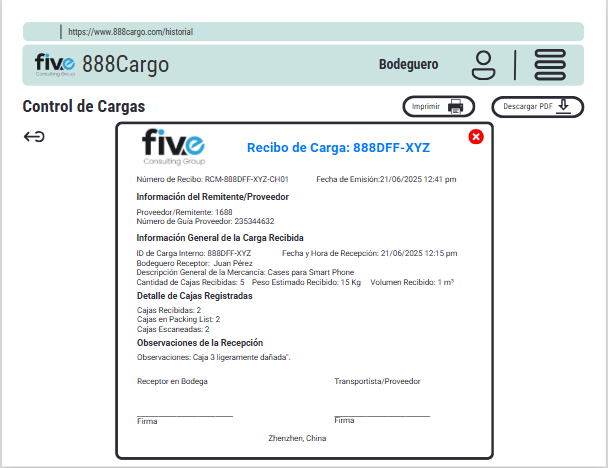 https://www.888cargo.com/historial
five
Consulting Group
888Cargo
Bodeguero
Control de Cargas
Imprimir
Descargar PDF
five
Consulting Group
Recibo de Carga: 888DFF-XYZ
Número de Recibo: RCM-888DFF-XYZ-CH01 Fecha de Emisión:21/06/2025 12:41 pm
Información del Remitente/Proveedor
Proveedor/Remitente: 1688
Número de Guía Proveedor: 235344632
Información General de la Carga Recibida
ID de Carga Interno: 888DFF-XYZ Fecha y Hora de Recepción: 21/06/2025 12:15 pm
Bodeguero Receptor: Juan Pérez
Descripción General de la Mercancía: Cases para Smart Phone
Cantidad de Cajas Recibidas: 5 Peso Estimado Recibido: 15 Kg Volumen Recibido: 1 m³
Detalle de Cajas Registradas
Cajas Recibidas: 2
Cajas en Packing List: 2
Cajas Escaneadas: 2
Observaciones de la Recepción
Observaciones: Caja 3 ligeramente dañada".
Receptor en Bodega Transportista/Proveedor
Firma Firma
Zhenzhen, China